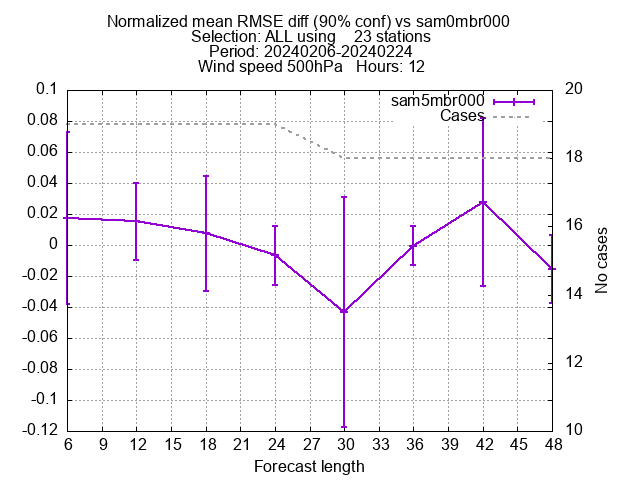 Normalized mean RMSE diff (90% conf) vs sam0mbr000
Selection: ALL using    23 stations
Period: 20240206-20240224
Wind speed 500hPa   Hours: 12
sam5mbr000
Cases
0.1
0.08
0.06
0.04
0.02
0
-0.02
-0.04
-0.06
-0.08
-0.1
-0.12
20
18
16
14
12
10
No cases
6 9 12 15 18 21 24 27 30 33 36 39 42 45 48
Forecast length